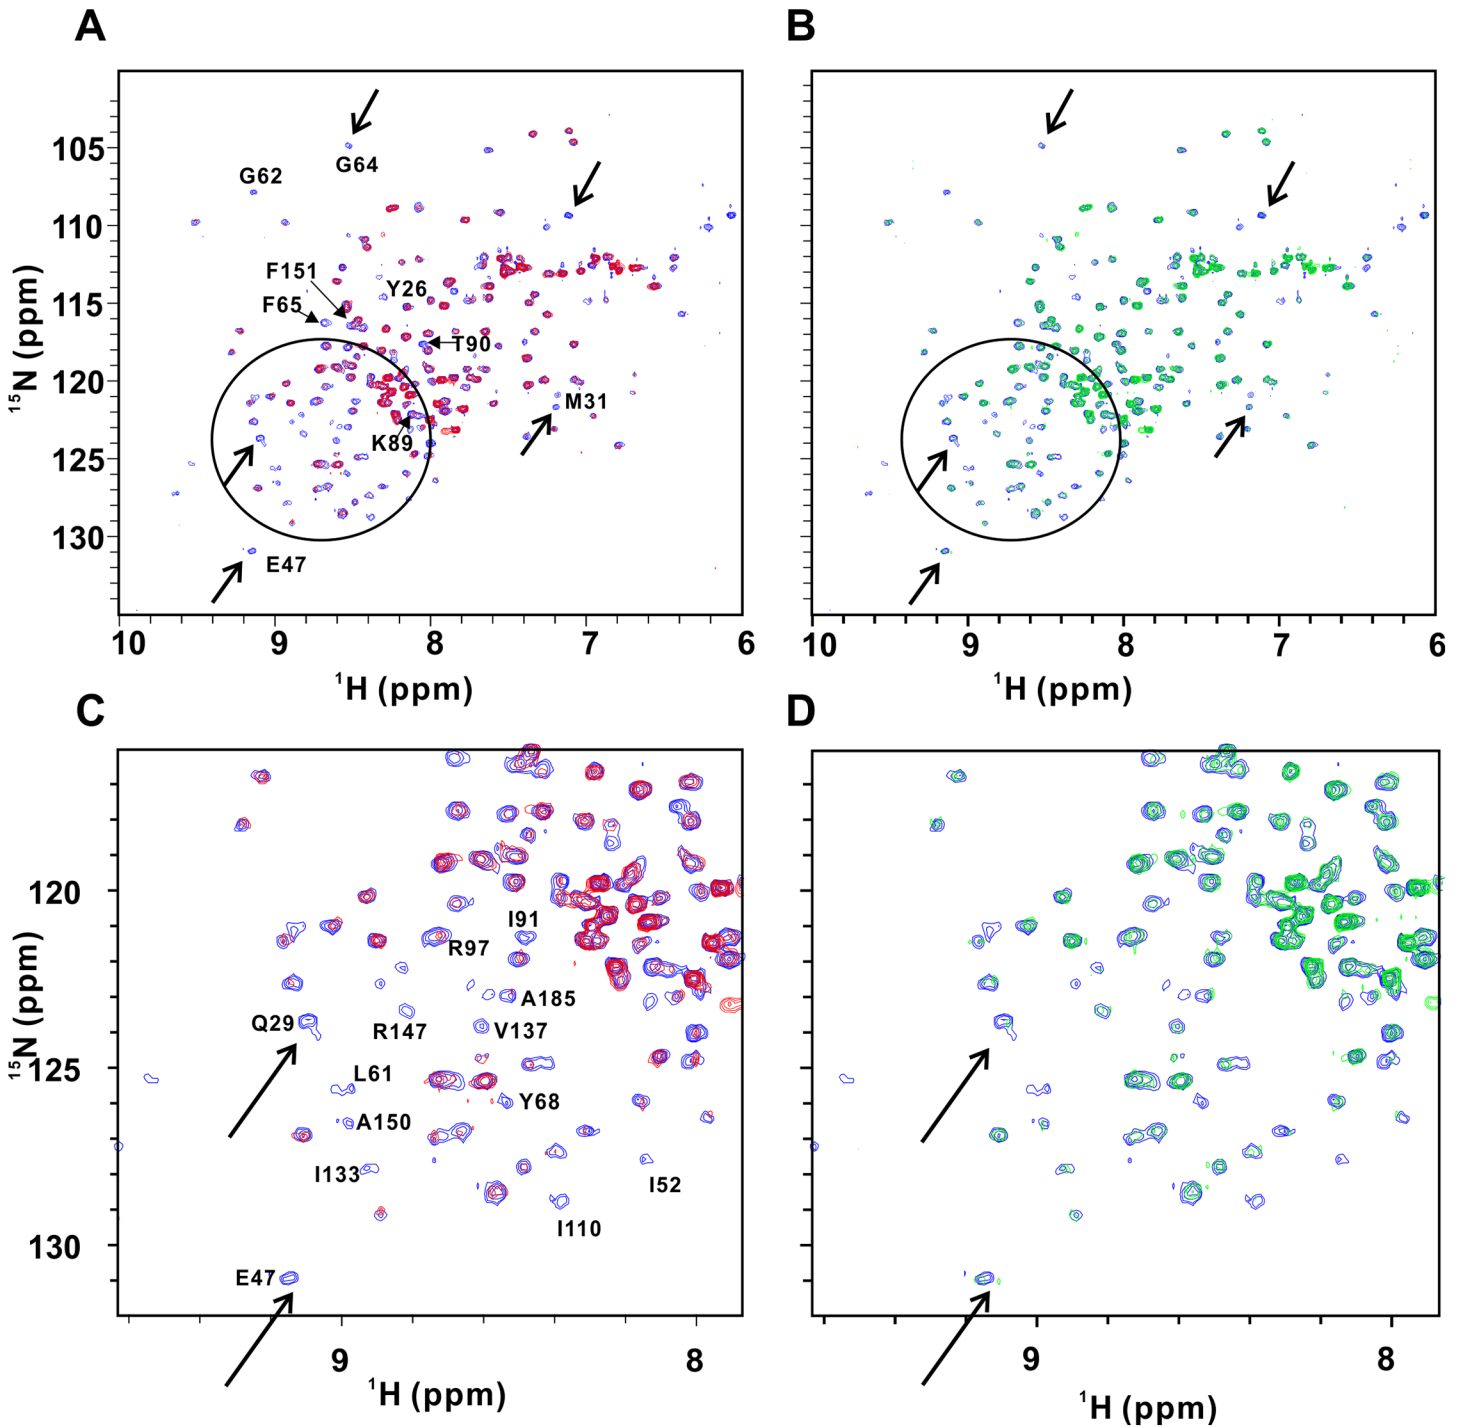 A
B
105
110
115
120
125
130
¹⁵N (ppm)
G62
G64
F151
F65
Y26
T90
M31
K89
E47
10
9
8
7
6
¹H (ppm)
10
9
8
7
6
¹H (ppm)
C
D
120
125
130
¹⁵N (ppm)
I91
R97
A185
Q29
R147
V137
L61
Y68
A150
I133
I52
I110
E47
9
8
¹H (ppm)
9
8
¹H (ppm)